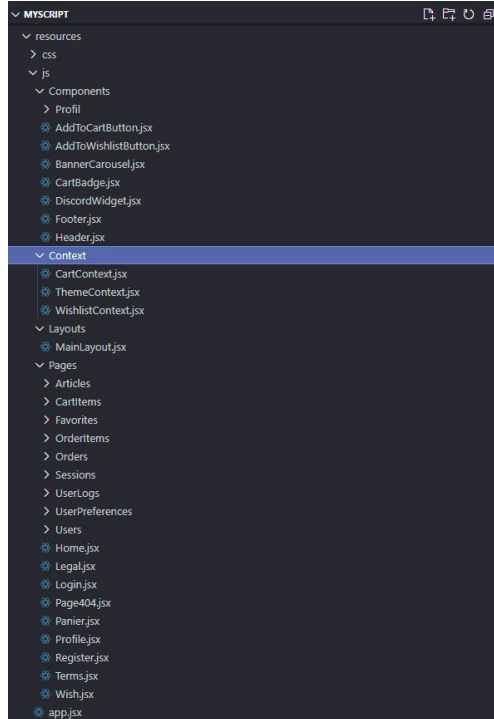 MYSCRIPT
resources
css
js
Components
Profil
AddToCartButton.jsx
AddToWishlistButton.jsx
BannerCarousel.jsx
CartBadge.jsx
DiscordWidget.jsx
Footer.jsx
Header.jsx
Context
CartContext.jsx
ThemeContext.jsx
WishlistContext.jsx
Layouts
MainLayout.jsx
Pages
Articles
CartItems
Favorites
OrderItems
Orders
Sessions
UserLogs
UserPreferences
Users
Home.jsx
Legal.jsx
Login.jsx
Page404.jsx
Panier.jsx
Profile.jsx
Register.jsx
Terms.jsx
Wish.jsx
app.jsx